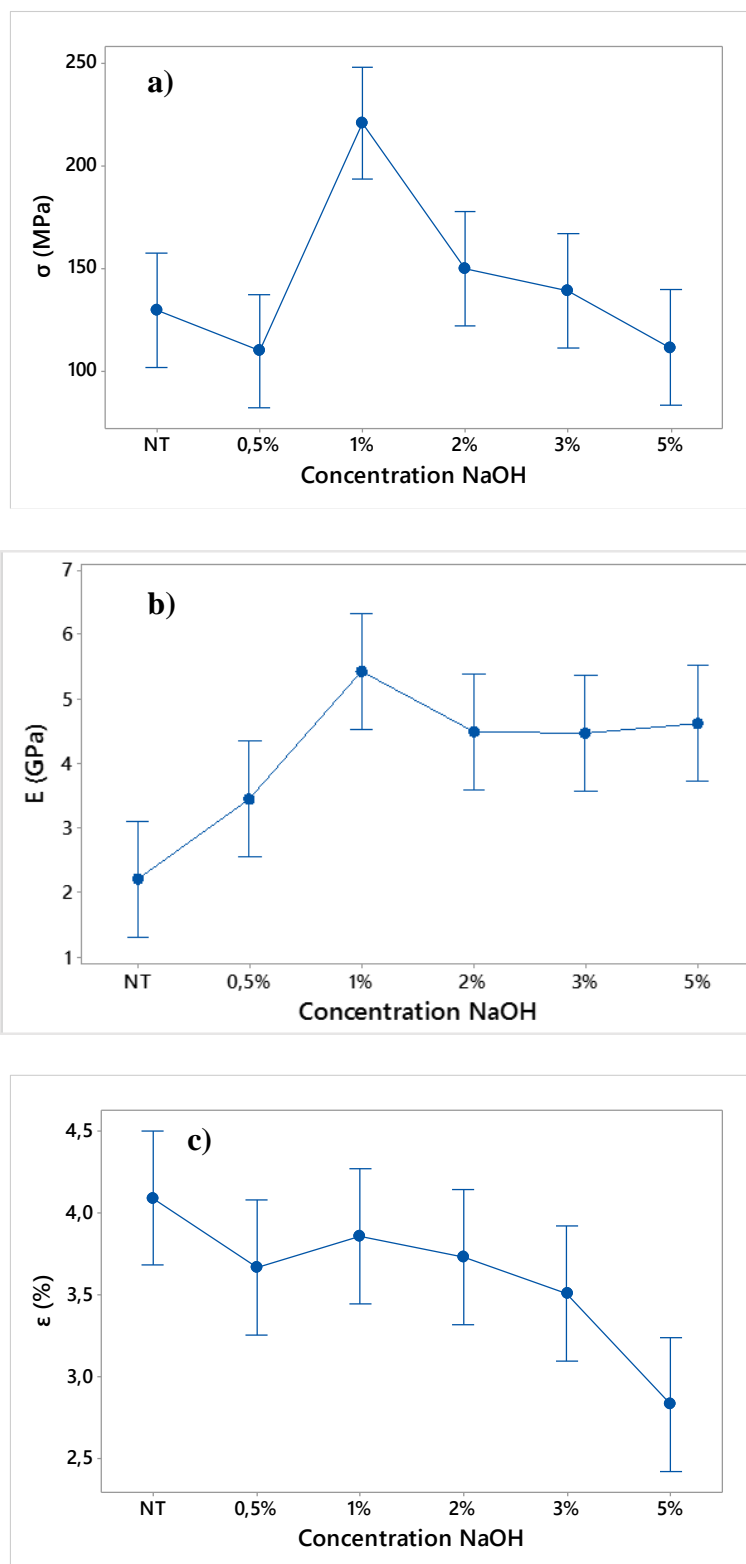 a)
250
200
150
100
σ (MPa)
NT 0,5% 1% 2% 3% 5%
Concentration NaOH
b)
7
6
5
4
3
2
1
E {GPa)
NT 0,5% 1% 2% 3% 5%
Concentration NaOH
c)
4,5
4,0
3,5
3,0
2,5
ε (%)
NT 0,5% 1% 2% 3% 5%
Concentration NaOH